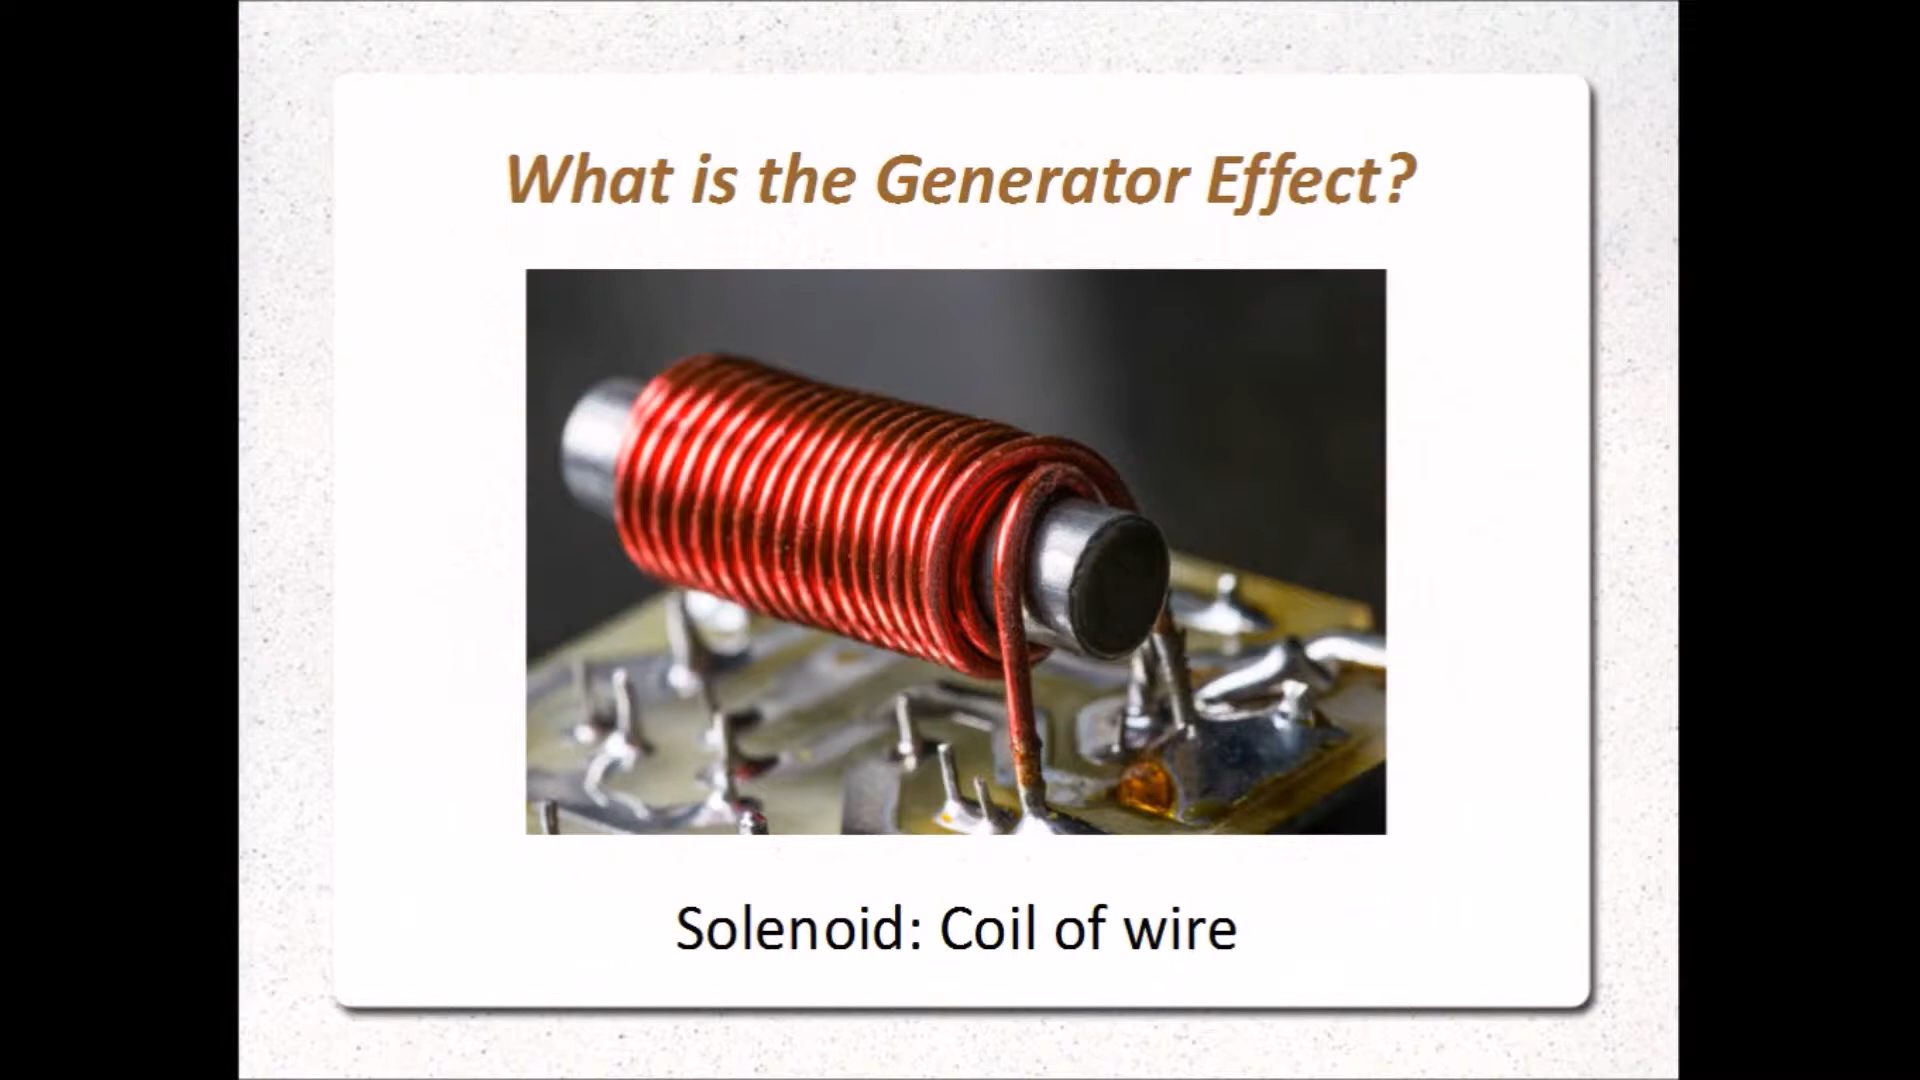 What is the Generator Effect?
Solenoid: Coil of wire